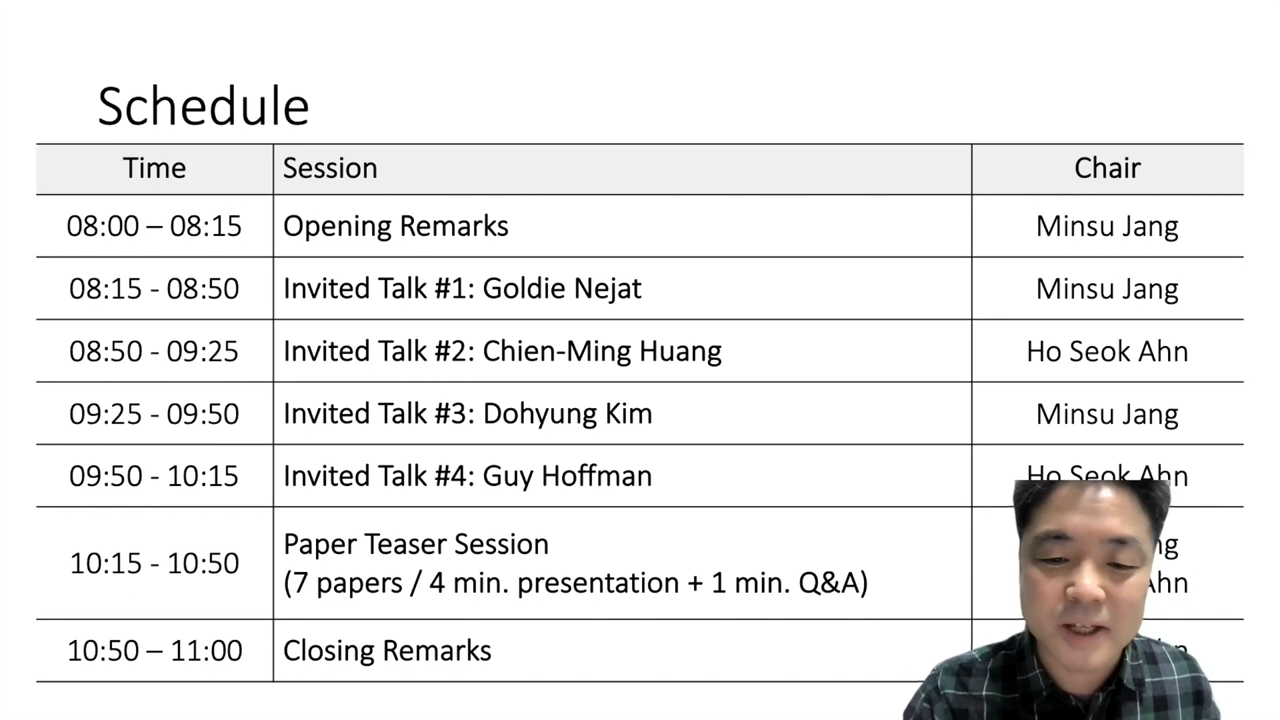 Schedule
Time Session Chair
08:00 – 08:15 Opening Remarks Minsu Jang
08:15 - 08:50 Invited Talk #1: Goldie Nejat Minsu Jang
08:50 - 09:25 Invited Talk #2: Chien-Ming Huang Ho Seok Ahn
09:25 - 09:50 Invited Talk #3: Dohyung Kim Minsu Jang
09:50 - 10:15 Invited Talk #4: Guy Hoffman Ho Seok Ahn
10:15 - 10:50 Paper Teaser Session
(7 papers / 4 min. presentation + 1 min. Q&A) Ahn
10:50 – 11:00 Closing Remarks